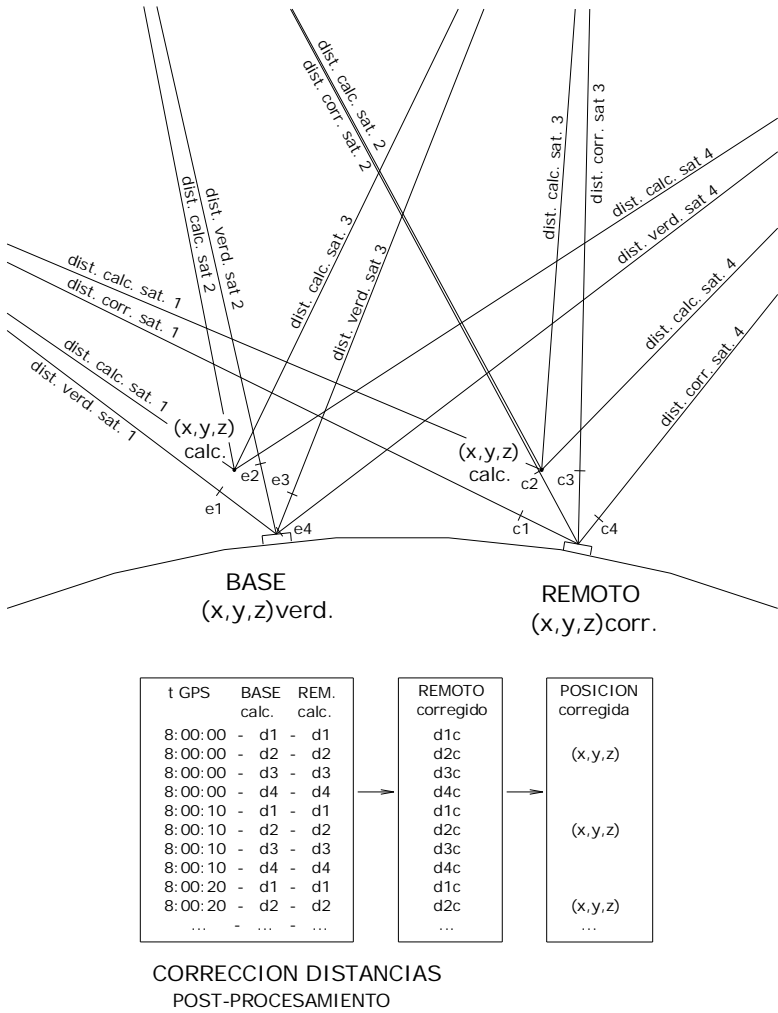 dist. calc. sat. 2
dist. corr. sat. 2
dist. calc. sat. 3
dist. corr. sat 3
dist. calc. sat 4
dist. verd. sat 4
dist. verd. sat 2
dist. calc. sat 2
dist. calc. sat. 3
dist. verd. sat 3
dist. calc. sat. 4
dist. corr. sat. 4
dist. calc. sat. 1
dist. corr. sat. 1
dist. calc. sat. 1
dist. verd. sat. 1
(x,y,z)
calc.
(x,y,z)
calc.
e1
e2
e3
e4
c1
c2
c3
c4
BASE
(x,y,z)verd.
REMOTO
(x,y,z)corr.
t GPS BASE REM.
calc. calc.
8:00:00 - d1 - d1
8:00:00 - d2 - d2
8:00:00 - d3 - d3
8:00:00 - d4 - d4
8:00:10 - d1 - d1
8:00:10 - d2 - d2
8:00:10 - d3 - d3
8:00:10 - d4 - d4
8:00:20 - d1 - d1
8:00:20 - d2 - d2
... - ... - ...
REMOTO
corregido
d1c
d2c
d3c
d4c
d1c
d2c
d3c
d4c
d1c
d2c
...
POSICION
corregida
(x,y,z)
(x,y,z)
(x,y,z)
...
CORRECCION DISTANCIAS
POST-PROCESAMIENTO